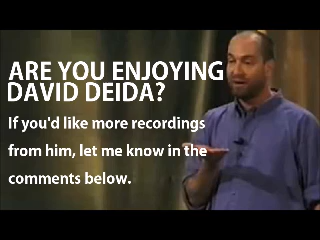 ARE YOU ENJOYING
DAVID DEIDA?
If you'd like more recordings
from him, let me know in the
comments below.